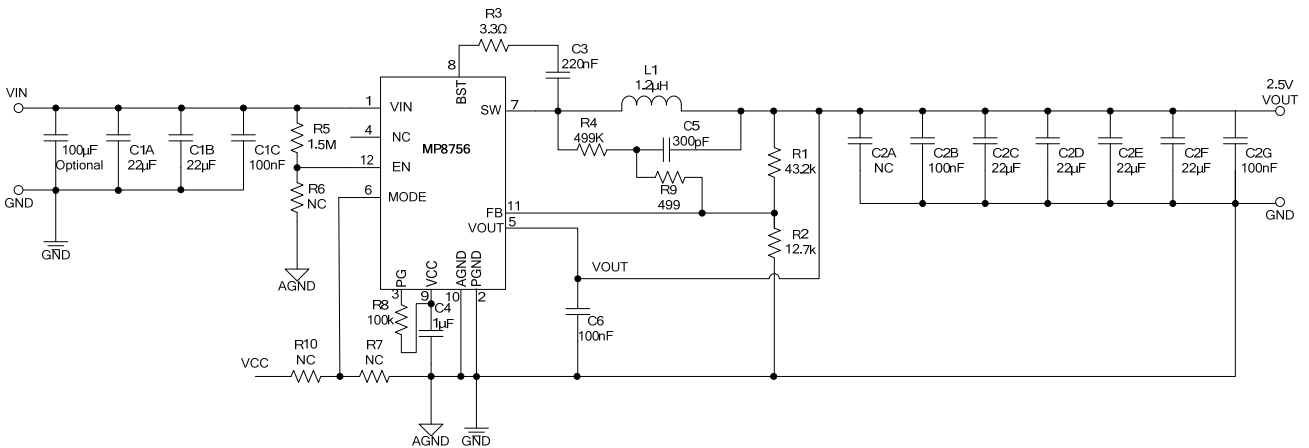 R3
3.3Ω
C3
220nF
8
BST
L1
1.2µH
VIN
1
VIN
SW
7
2.5V
VOUT
100µF
Optional
C1A
22µF
C1B
22µF
C1C
100nF
R5
1.5M
4
NC
MP8756
R4
499K
C5
300pF
R1
43.2k
C2A
NC
C2B
100nF
C2C
22µF
C2D
22µF
C2E
22µF
C2F
22µF
C2G
100nF
12
EN
R6
NC
6
MODE
R9
499
GND
FB
11
VOUT
5
GND
R2
12.7k
GND
AGND
VOUT
PG
VCC
AGND
PGND
3
9
10
2
R8
100k
C4
1µF
C6
100nF
R10
NC
R7
NC
VCC
AGND
GND